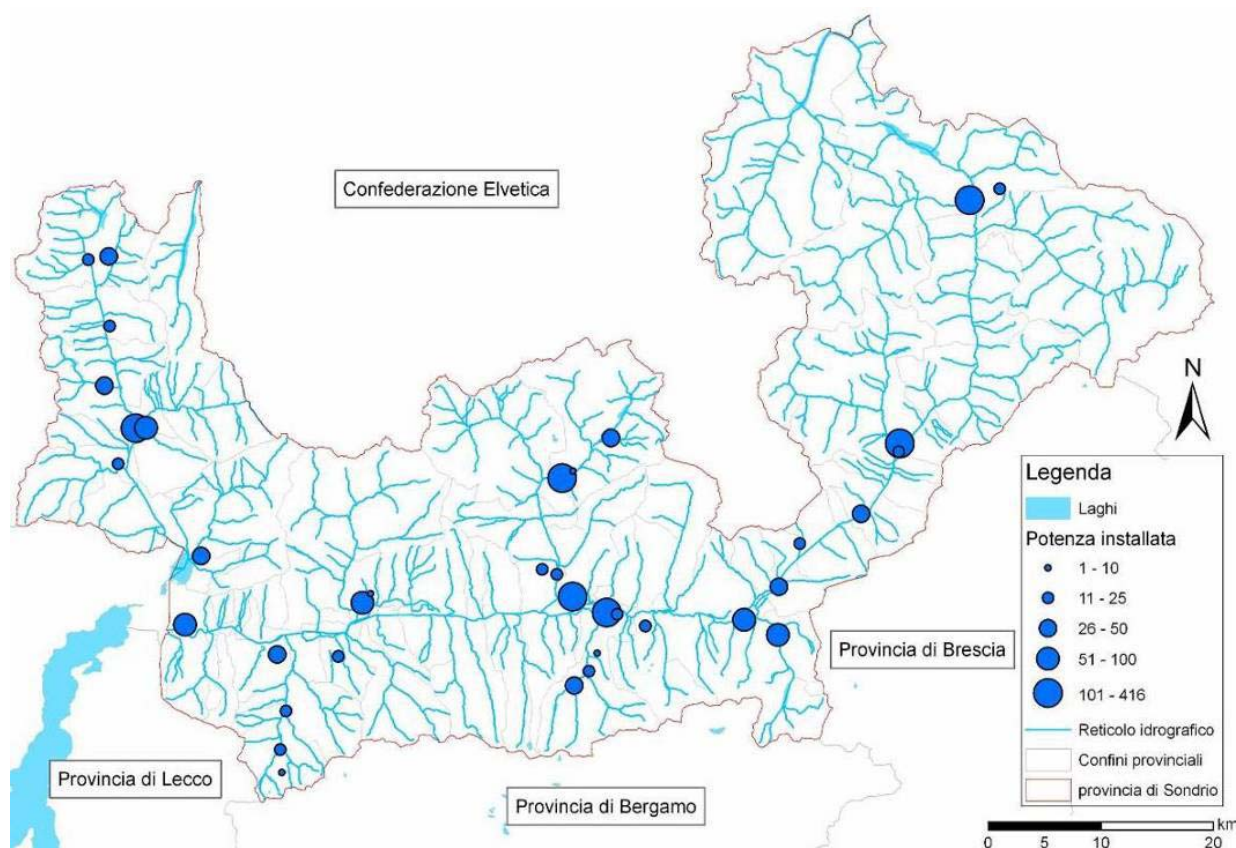 Confederazione Elvetica
N
Legenda
Laghi
Potenza installata
1 - 10
11 - 25
26 - 50
51 - 100
101 - 416
Reticolo idrografico
Confini provinciali
provincia di Sondrio
Provincia di Brescia
Provincia di Lecco
Provincia di Bergamo
km
0 5 10 20